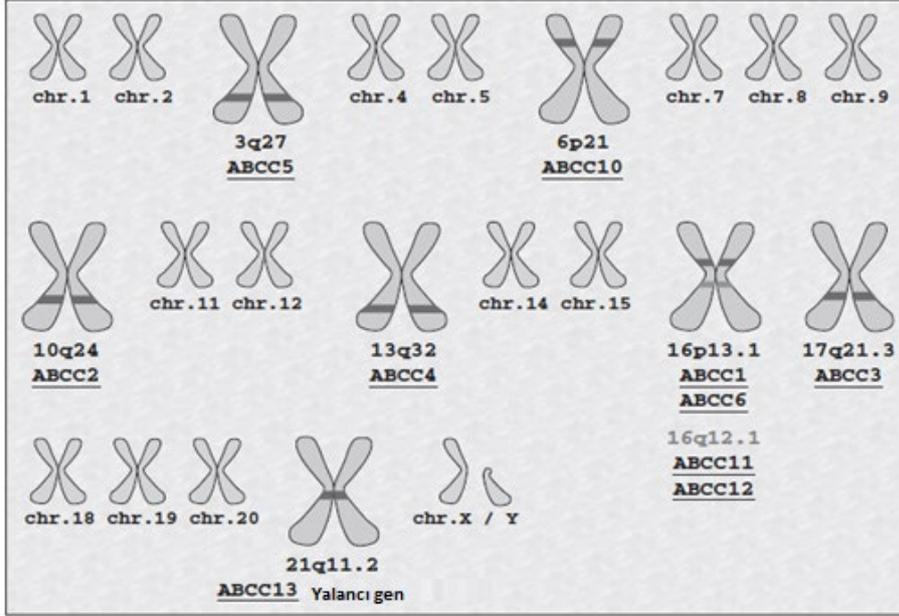 chr.1 chr.2
chr.4 chr.5
chr.7 chr.8 chr.9
3q27
ABCC5
6p21
ABCC10
chr.11 chr.12
chr.14 chr.15
10q24
ABCC2
13q32
ABCC4
16p13.1
ABCC1
ABCC6
17q21.3
ABCC3
16q12.1
ABCC11
ABCC12
chr.18 chr.19 chr.20
chr.X / Y
21q11.2
ABCC13 Yalancı gen